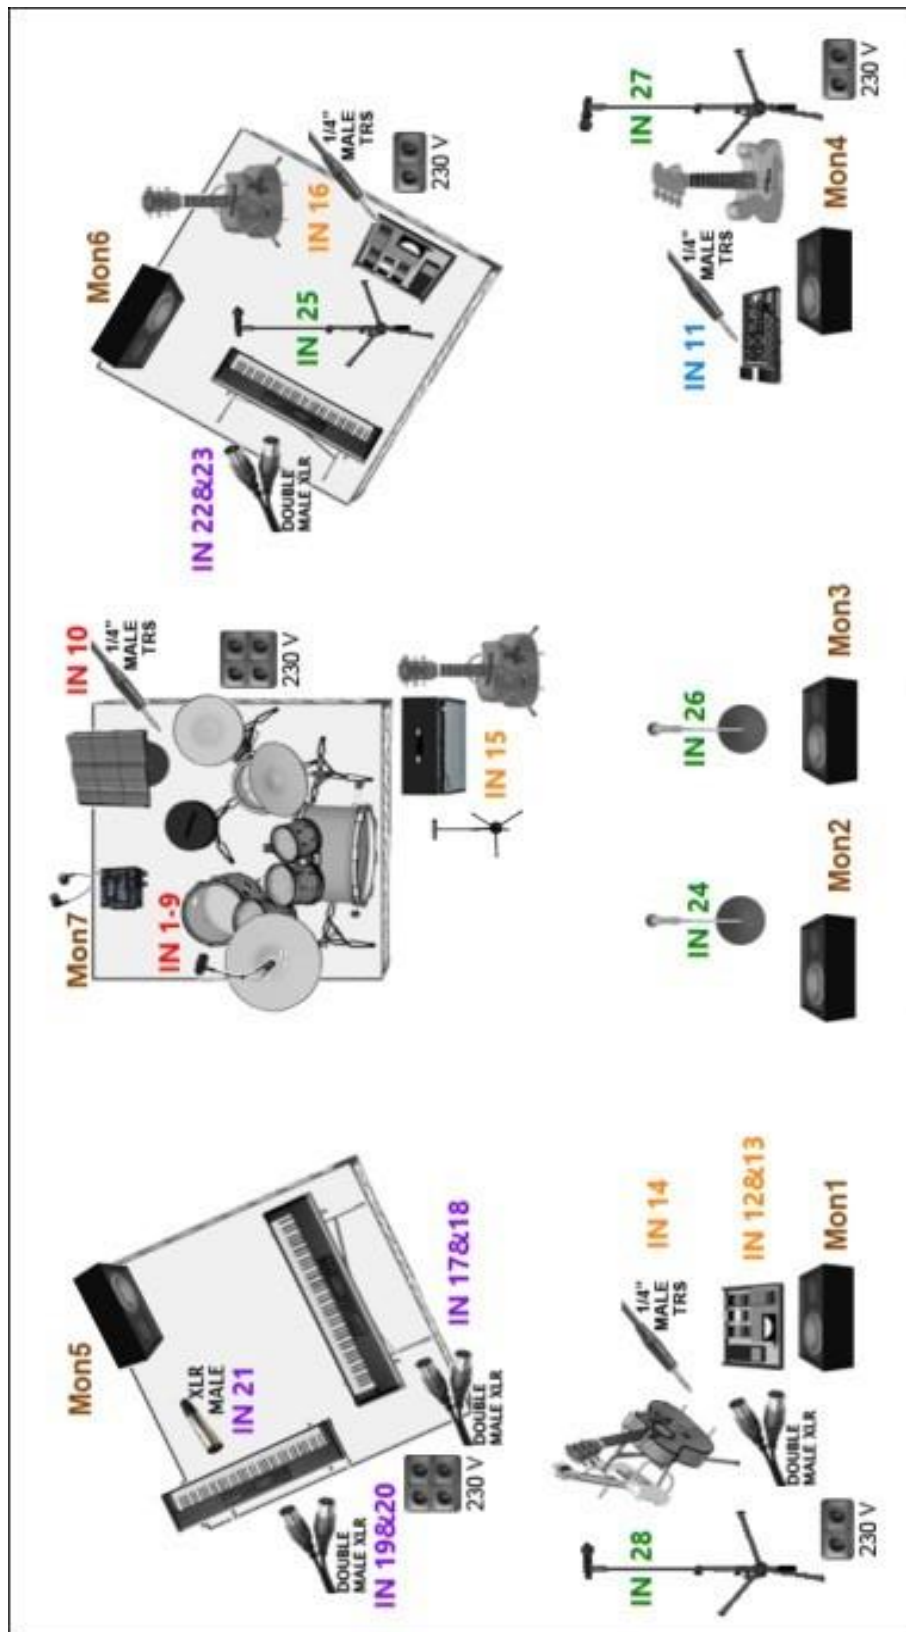 Mon5
XLR
MALE
IN 21
DOUBLE
MALE XLR
IN 19&20
230 V
DOUBLE
MALE XLR
IN 17&18
Mon7
IN 1-9
IN 10
1/4"
MALE
TRS
230 V
IN 15
Mon6
IN 22&23
DOUBLE
MALE XLR
IN 25
IN 16
1/4"
MALE
TRS
230 V
IN 28
230 V
DOUBLE
MALE XLR
1/4"
MALE
TRS
IN 14
IN 12&13
Mon1
IN 24
Mon2
IN 26
Mon3
IN 11
1/4"
MALE
TRS
Mon4
IN 27
230 V